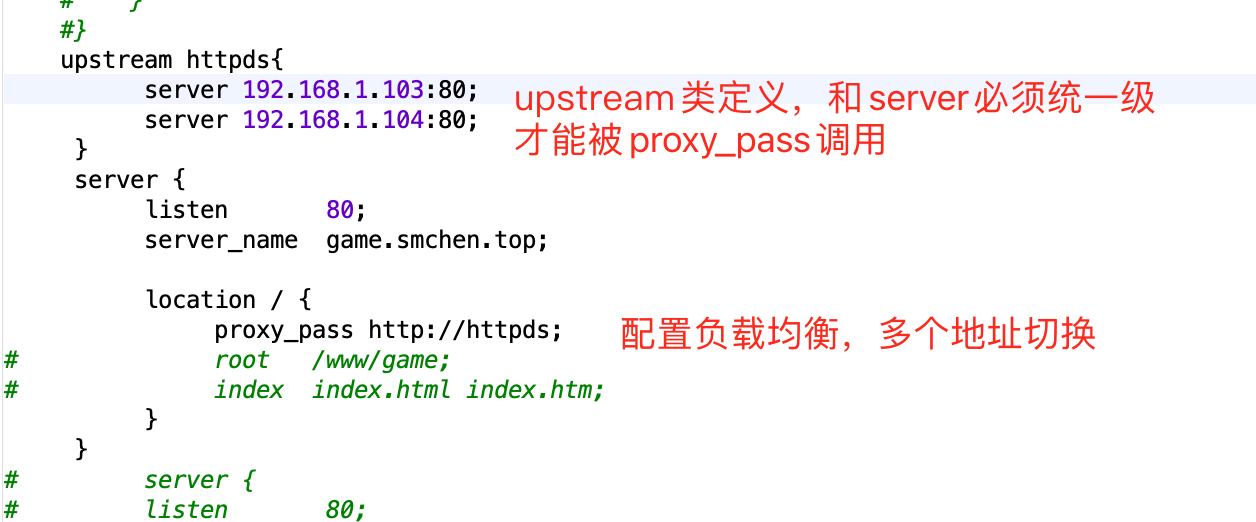 #    }
#}
upstream httpds{
server 192.168.1.103:80;
server 192.168.1.104:80;
upstream类定义，和server必须统一级
才能被proxy_pass调用
}
server {
listen       80;
server_name  game.smchen.top;
location / {
proxy_pass http://httpds;
配置负载均衡，多个地址切换
#              root   /www/game;
#              index  index.html index.htm;
}
}
#         server {
#         listen       80;